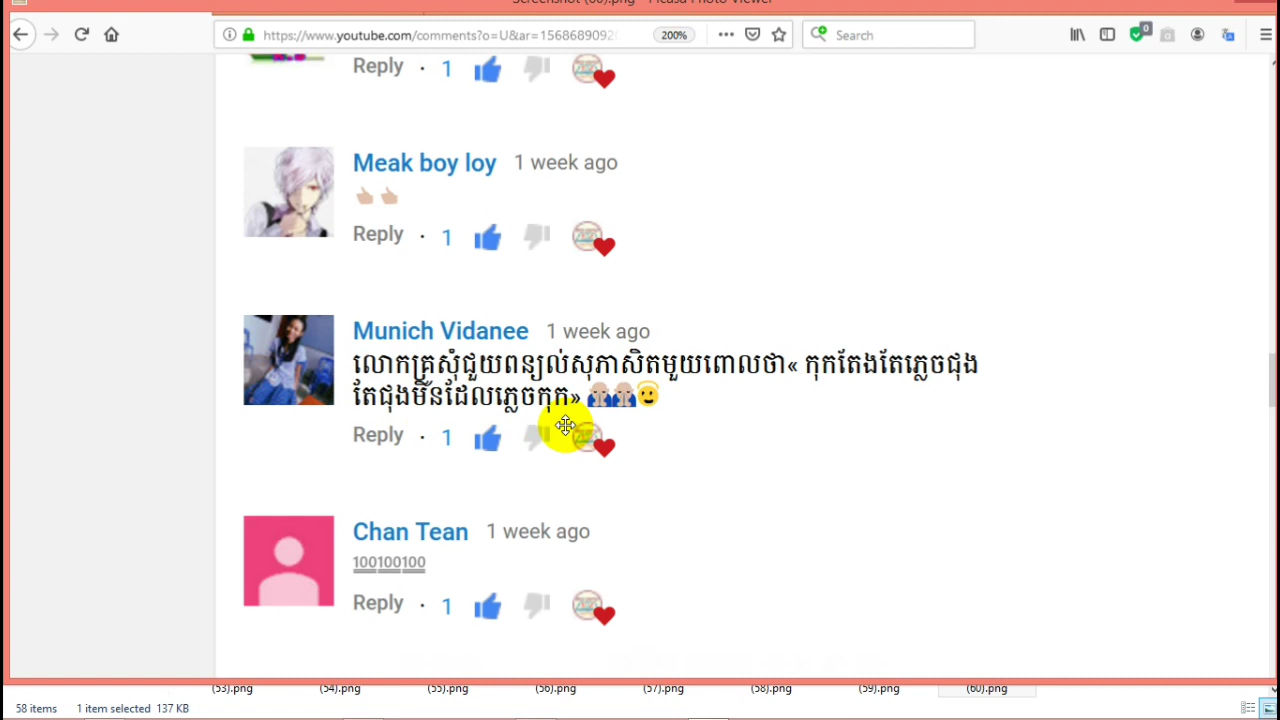 https://www.youtube.com/comments?o=U&ar=1568689092
200%
Search
0
Reply · 1
Meak boy loy 1 week ago
Reply · 1
Munich Vidanee 1 week ago
លោកគ្រូសុំជួយពន្យល់សុភាសិតមួយពោលថា« កុកតែងតែភ្លេចជុង
តែជុងមិនដែលភ្លេចកុក»
Reply · 1
Chan Tean 1 week ago
100100100
Reply · 1
(53).png (54).png (55).png (56).png (57).png (58).png (59).png (60).png
58 items 1 item selected 137 KB